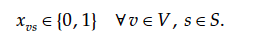 x_{vs} ∈ {0, 1} ∀ v ∈ V, s ∈ S.